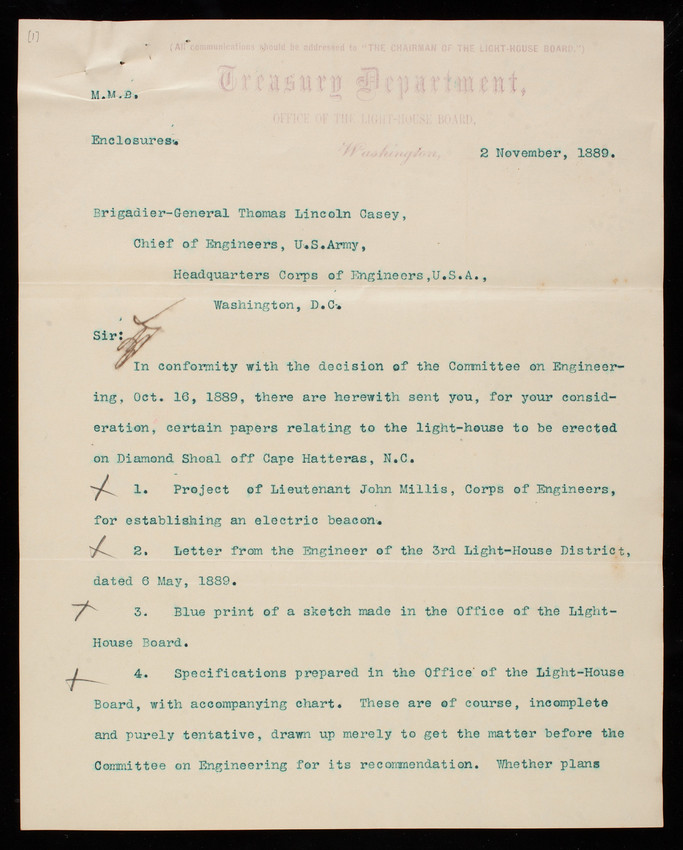 [1]
(All communications should be addressed to "THE CHAIRMAN OF THE LIGHT-HOUSE BOARD.")
Treasury Department,
M.M.B.
OFFICE OF THE LIGHT-HOUSE BOARD,
Enclosures.
Washington, 2 November, 1889.
Brigadier-General Thomas Lincoln Casey,
Chief of Engineers, U.S.Army,
Headquarters Corps of Engineers,U.S.A.,
Washington, D.C.
Sir:
In conformity with the decision of the Committee on Engineer-
ing, Oct. 16, 1889, there are herewith sent you, for your consid-
eration, certain papers relating to the light-house to be erected
on Diamond Shoal off Cape Hatteras, N.C.
1. Project of Lieutenant John Millis, Corps of Engineers,
for establishing an electric beacon.
2. Letter from the Engineer of the 3rd Light-House District,
dated 6 May, 1889.
3. Blue print of a sketch made in the Office of the Light-
House Board.
4. Specifications prepared in the Office of the Light-House
Board, with accompanying chart. These are of course, incomplete
and purely tentative, drawn up merely to get the matter before the
Committee on Engineering for its recommendation. Whether plans